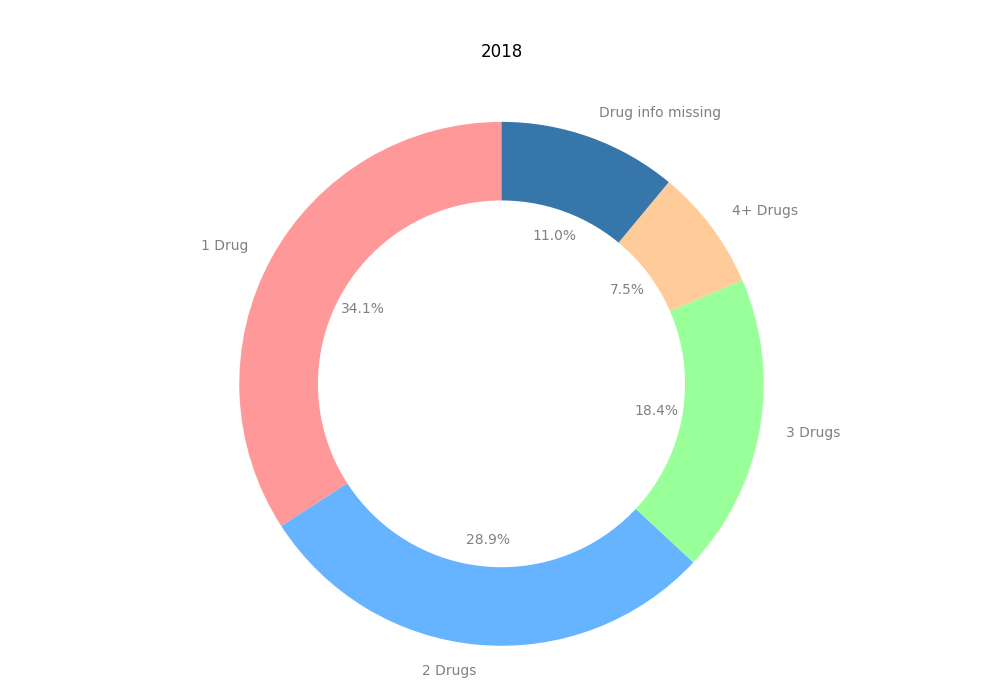 2018
Drug info missing
4+ Drugs
1 Drug
11.0%
7.5%
34.1%
18.4%
3 Drugs
28.9%
2 Drugs